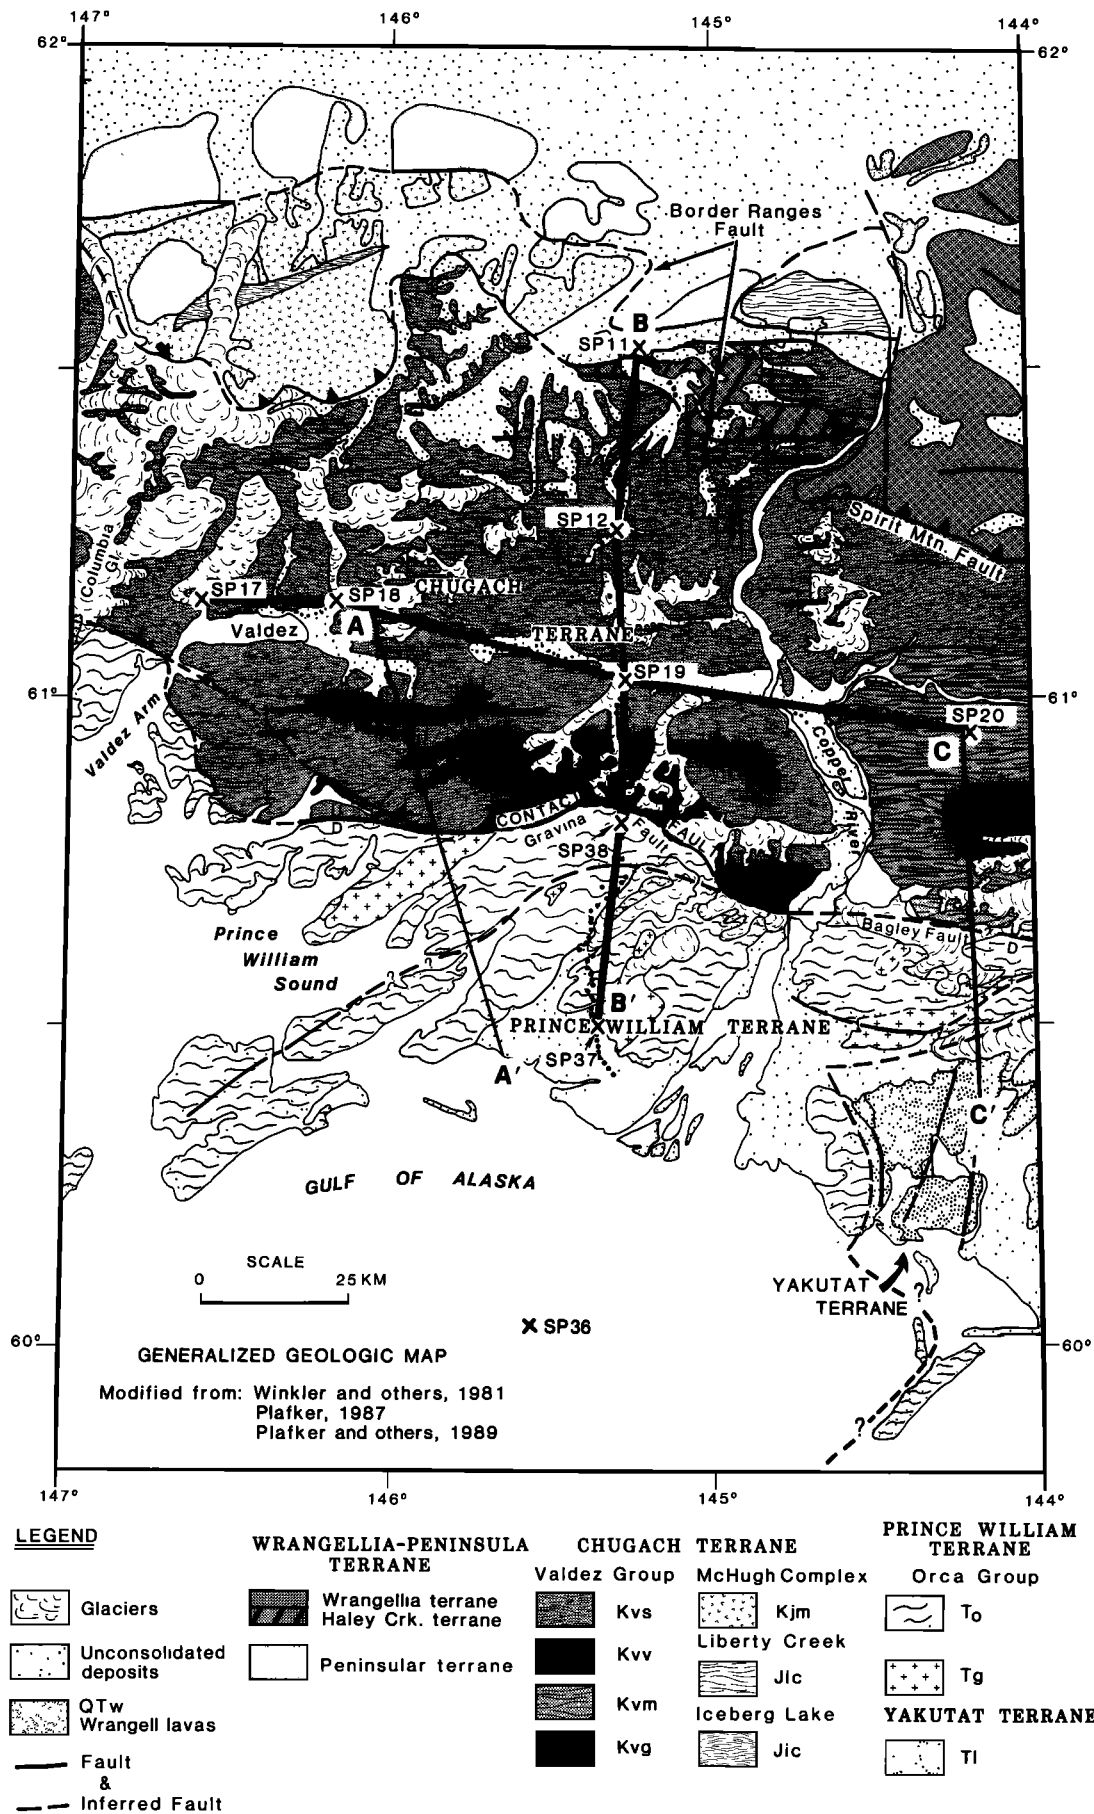 147°
146°
145°
144°
62°
62°
Border Ranges
Fault
B
SP11
SP12
Spirit Mtn. Fault
Columbia
Gl.
SP17
SP18
CHUGACH
A
Valdez
TERRANE
SP19
61°
61°
SP20
C
Valdez Arm
Copper River
CONTACT FAULT
D
Gravina Fault
SP38
Bagley Fault
D
Prince
William
Sound
B'
PRINCE WILLIAM TERRANE
SP37
A'
C'
GULF OF ALASKA
SCALE
0 25 KM
YAKUTAT
TERRANE
?
SP36
60°
60°
GENERALIZED GEOLOGIC MAP
Modified from: Winkler and others, 1981
Plafker, 1987
Plafker and others, 1989
?
147°
146°
145°
144°
LEGEND
Glaciers
Unconsolidated
deposits
QTw
Wrangell lavas
Fault
&
Inferred Fault
WRANGELLIA-PENINSULA
TERRANE
Wrangellia terrane
Haley Crk. terrane
Peninsular terrane
CHUGACH TERRANE
Valdez Group
Kvs
Kvv
Kvm
Kvg
McHugh Complex
Kjm
Liberty Creek
Jlc
Iceberg Lake
Jic
PRINCE WILLIAM
TERRANE
Orca Group
To
Tg
YAKUTAT TERRANE
Tl